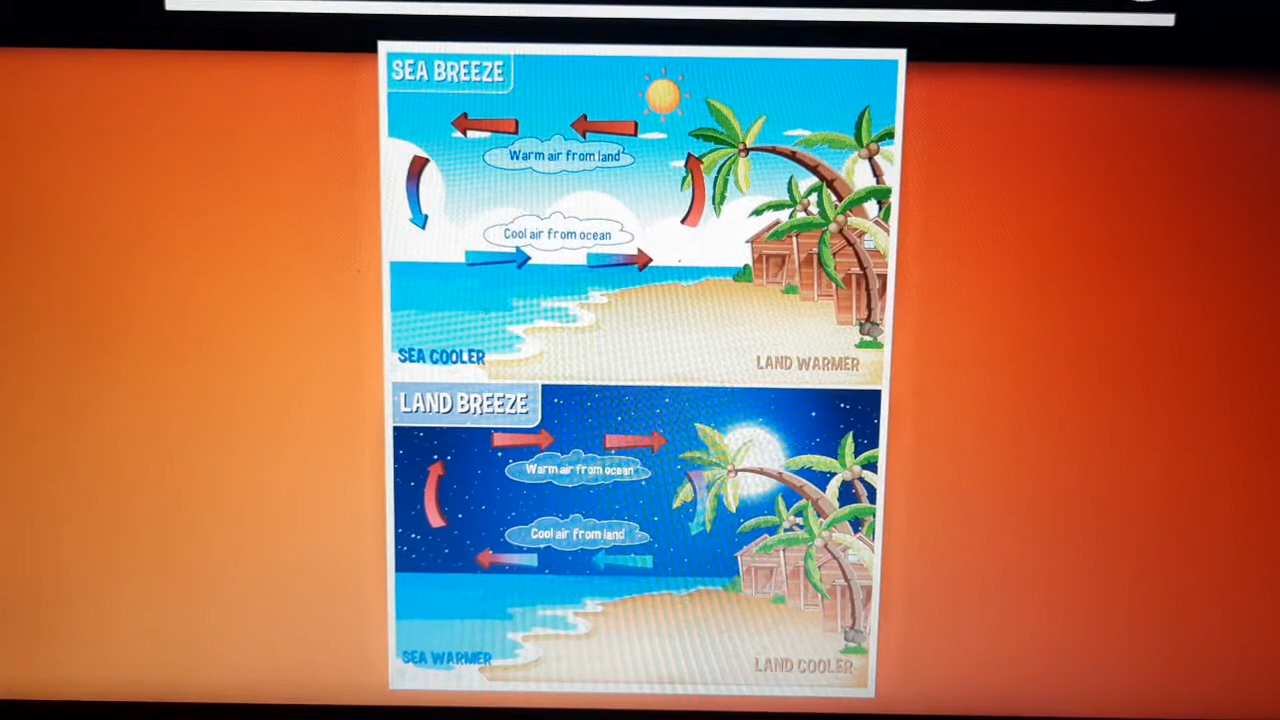 SEA BREEZE
Warm air from land
Cool air from ocean
SEA COOLER
LAND WARMER
LAND BREEZE
Warm air from ocean
Cool air from land
SEA WARMER
LAND COOLER